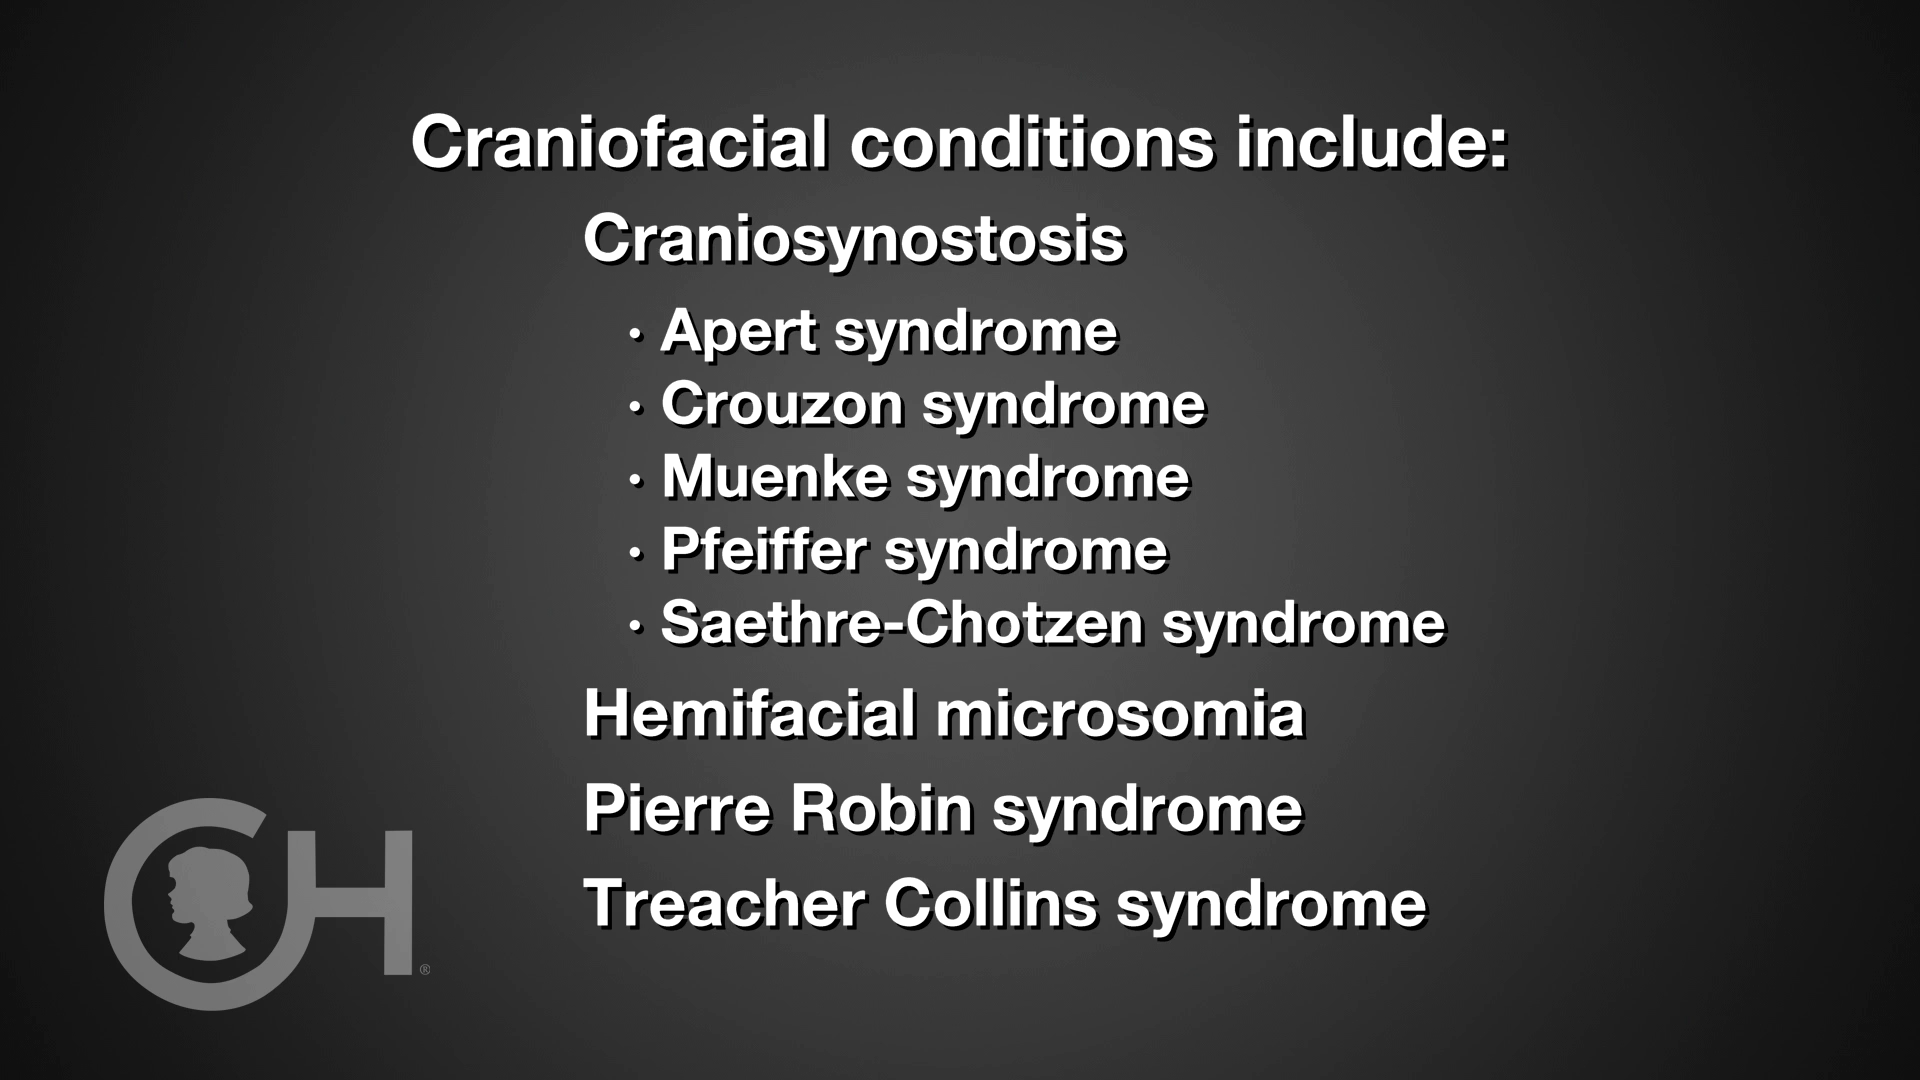 Craniofacial conditions include:
Craniosynostosis
· Apert syndrome
· Crouzon syndrome
· Muenke syndrome
· Pfeiffer syndrome
· Saethre-Chotzen syndrome
Hemifacial microsomia
Pierre Robin syndrome
Treacher Collins syndrome
CH®